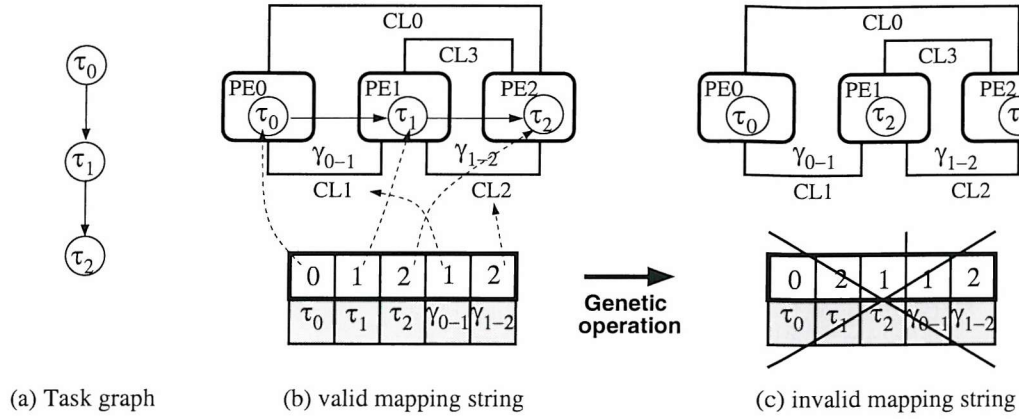 τ0
τ1
τ2
(a) Task graph
CL0
CL3
PE0
PE1
PE2
τ0
τ1
τ2
γ0–1
γ1–2
CL1
CL2
0 1 2 1 2
τ0 τ1 τ2 γ0–1 γ1–2
(b) valid mapping string
Genetic
operation
CL0
CL3
PE0
PE1
PE2
τ0
τ2
γ0–1
γ1–2
CL1
CL2
0 2 1 1 2
τ0 τ1 τ2 γ0–1 γ1–2
(c) invalid mapping string